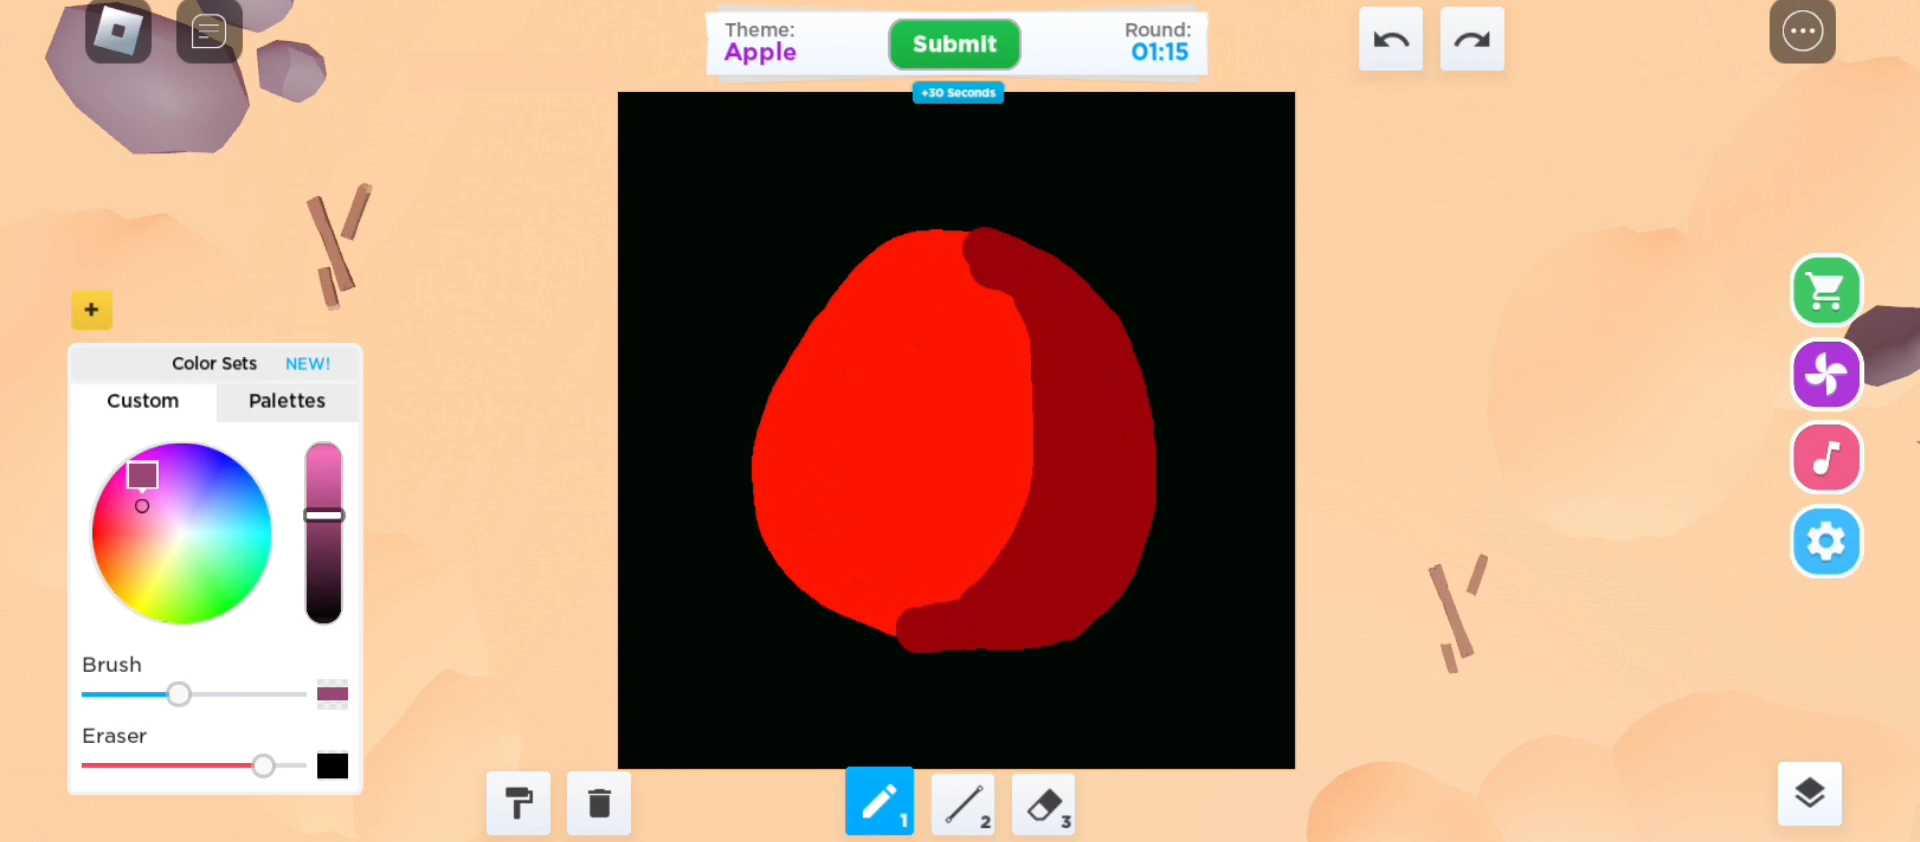 Theme:
Apple
Submit
Round:
01:15
+30 Seconds
+
Color Sets NEW!
Custom Palettes
Brush
Eraser
1
2
3